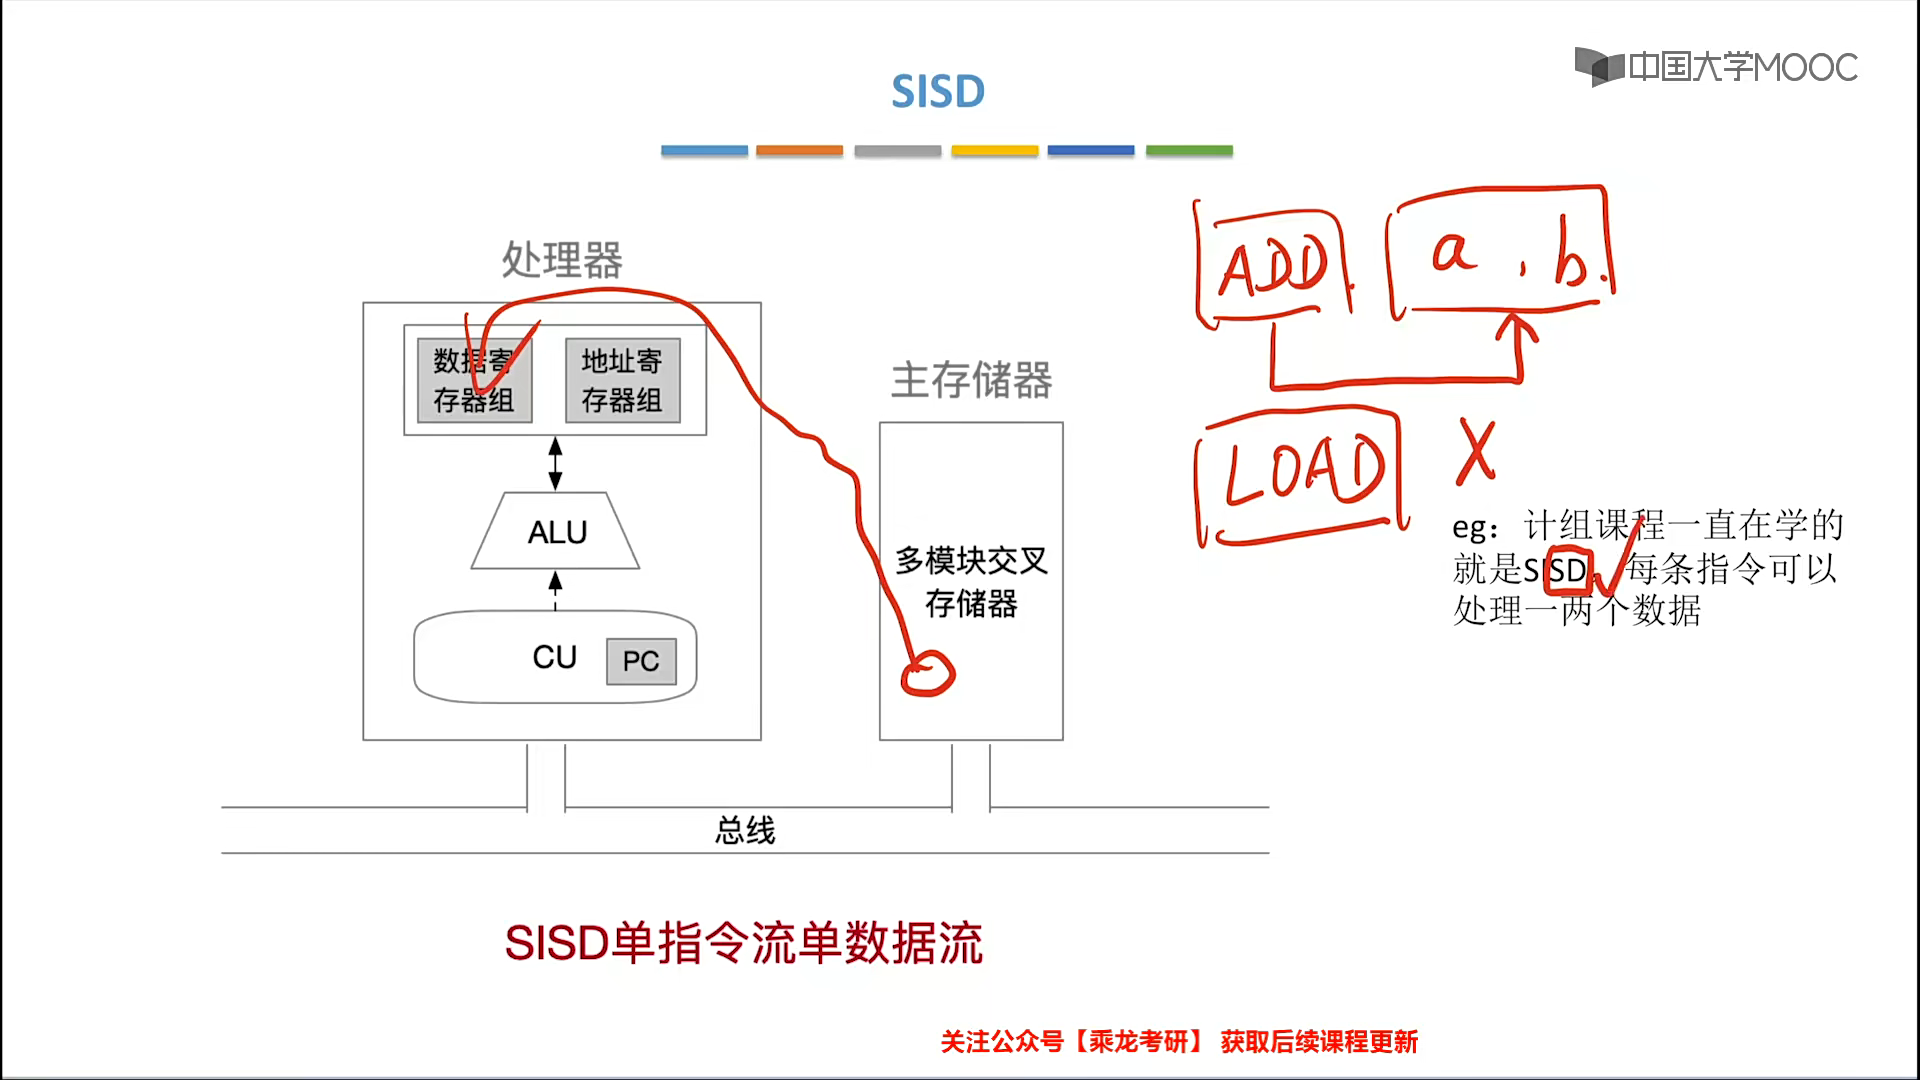 中国大学MOOC
SISD
ADD a , b
处理器
数据寄
存器组
地址寄
存器组
主存储器
LOAD X
ALU
多模块交叉
存储器
eg：计组课程一直在学的
就是SISD，每条指令可以
处理一两个数据
CU
PC
总线
SISD单指令流单数据流
关注公众号【乘龙考研】 获取后续课程更新